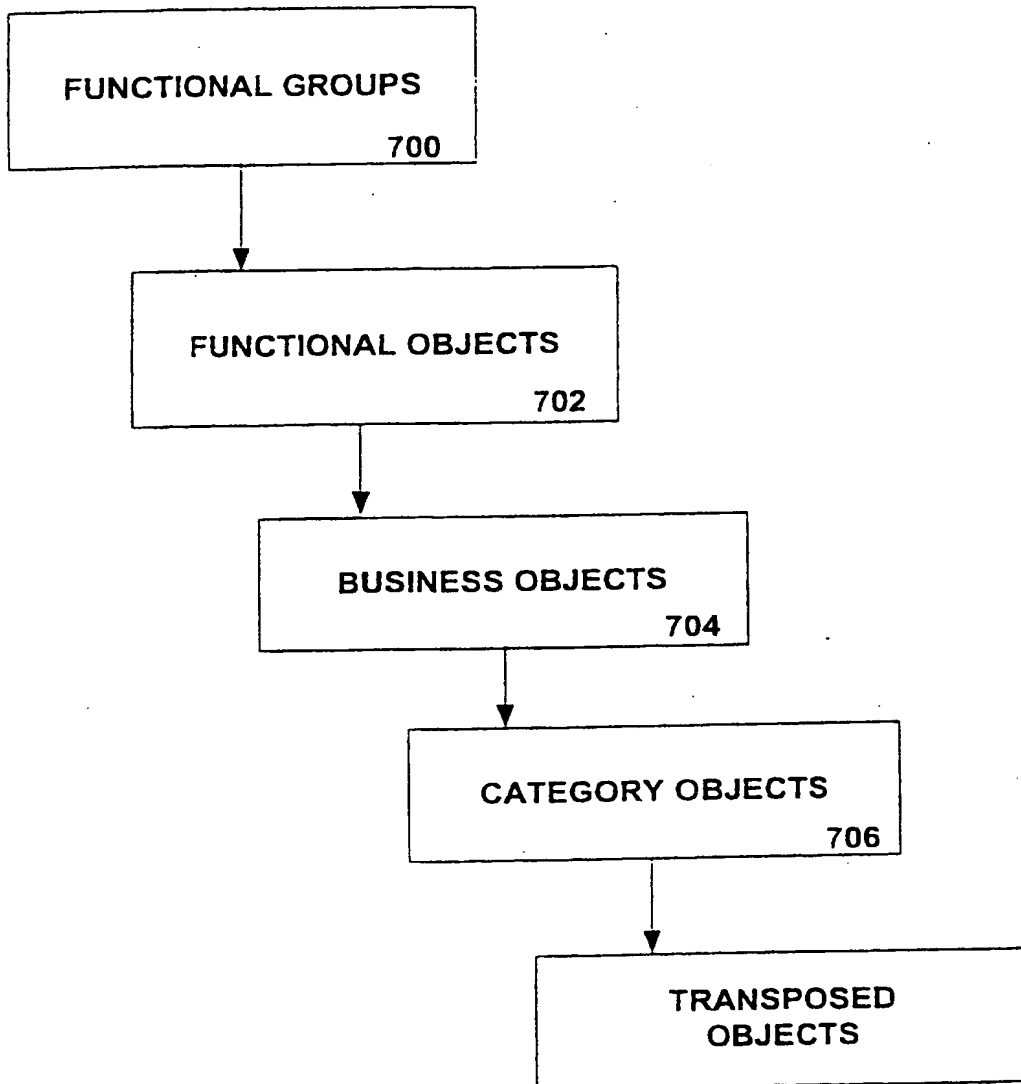 FUNCTIONAL GROUPS
700
FUNCTIONAL OBJECTS
702
BUSINESS OBJECTS
704
CATEGORY OBJECTS
706
TRANSPOSED
OBJECTS